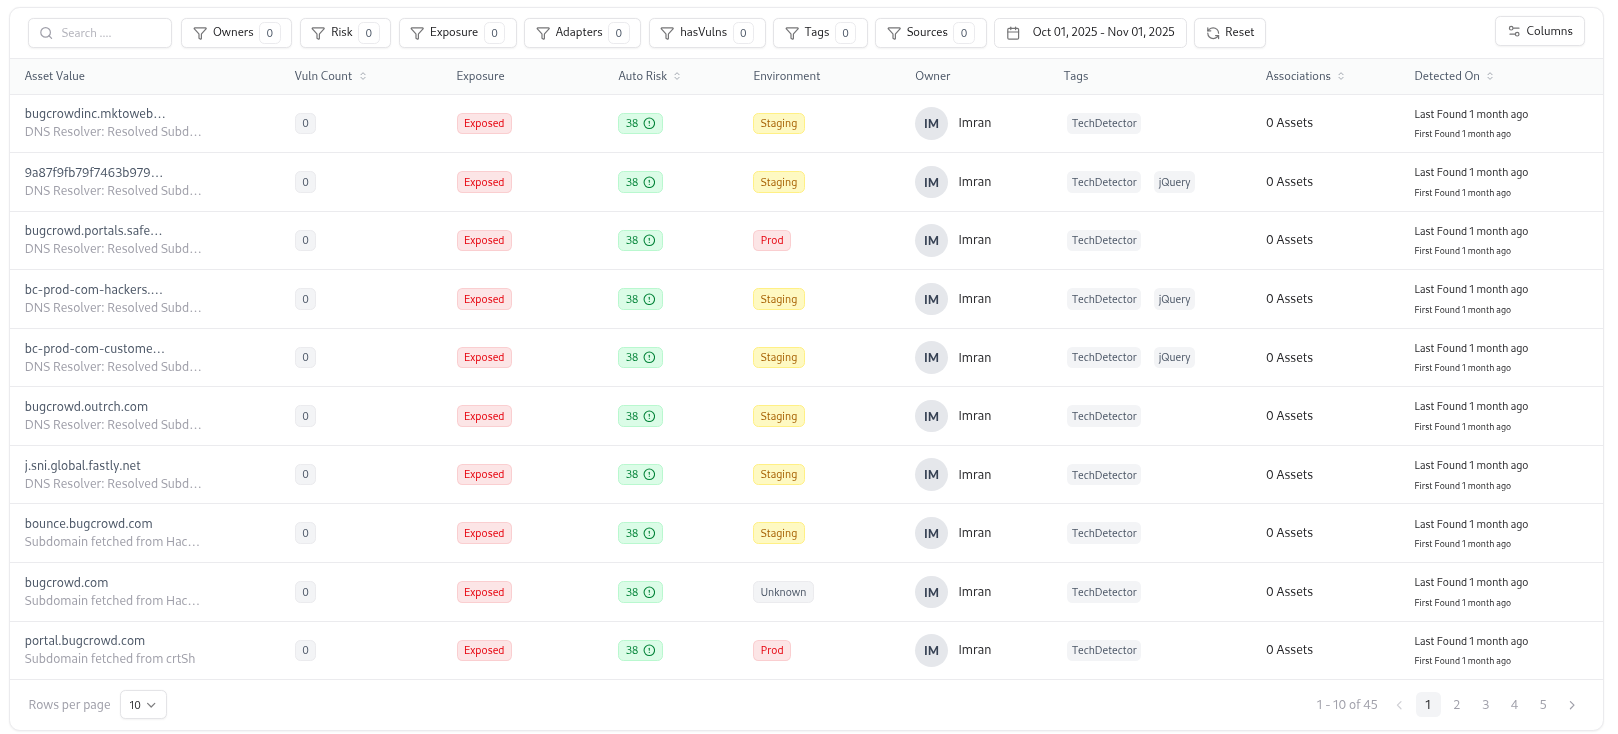 Search .... Owners 0 Risk 0 Exposure 0 Adapters 0 hasVulns 0 Tags 0 Sources 0 Oct 01, 2025 - Nov 01, 2025 Reset Columns
Asset Value Vuln Count Exposure Auto Risk Environment Owner Tags Associations Detected On
bugcrowdinc.mktoweb...
DNS Resolver: Resolved Subd...
0 Exposed 38 Staging IM Imran TechDetector 0 Assets
Last Found 1 month ago
First Found 1 month ago
9a87f9fb79f7463b979...
DNS Resolver: Resolved Subd...
0 Exposed 38 Staging IM Imran TechDetector jQuery 0 Assets
Last Found 1 month ago
First Found 1 month ago
bugcrowd.portals.safe...
DNS Resolver: Resolved Subd...
0 Exposed 38 Prod IM Imran TechDetector 0 Assets
Last Found 1 month ago
First Found 1 month ago
bc-prod-com-hackers....
DNS Resolver: Resolved Subd...
0 Exposed 38 Staging IM Imran TechDetector jQuery 0 Assets
Last Found 1 month ago
First Found 1 month ago
bc-prod-com-custome...
DNS Resolver: Resolved Subd...
0 Exposed 38 Staging IM Imran TechDetector jQuery 0 Assets
Last Found 1 month ago
First Found 1 month ago
bugcrowd.outrch.com
DNS Resolver: Resolved Subd...
0 Exposed 38 Staging IM Imran TechDetector 0 Assets
Last Found 1 month ago
First Found 1 month ago
j.sni.global.fastly.net
DNS Resolver: Resolved Subd...
0 Exposed 38 Staging IM Imran TechDetector 0 Assets
Last Found 1 month ago
First Found 1 month ago
bounce.bugcrowd.com
Subdomain fetched from Hac...
0 Exposed 38 Staging IM Imran TechDetector 0 Assets
Last Found 1 month ago
First Found 1 month ago
bugcrowd.com
Subdomain fetched from Hac...
0 Exposed 38 Unknown IM Imran TechDetector 0 Assets
Last Found 1 month ago
First Found 1 month ago
portal.bugcrowd.com
Subdomain fetched from crtSh
0 Exposed 38 Prod IM Imran TechDetector 0 Assets
Last Found 1 month ago
First Found 1 month ago
Rows per page 10 1 - 10 of 45 1 2 3 4 5